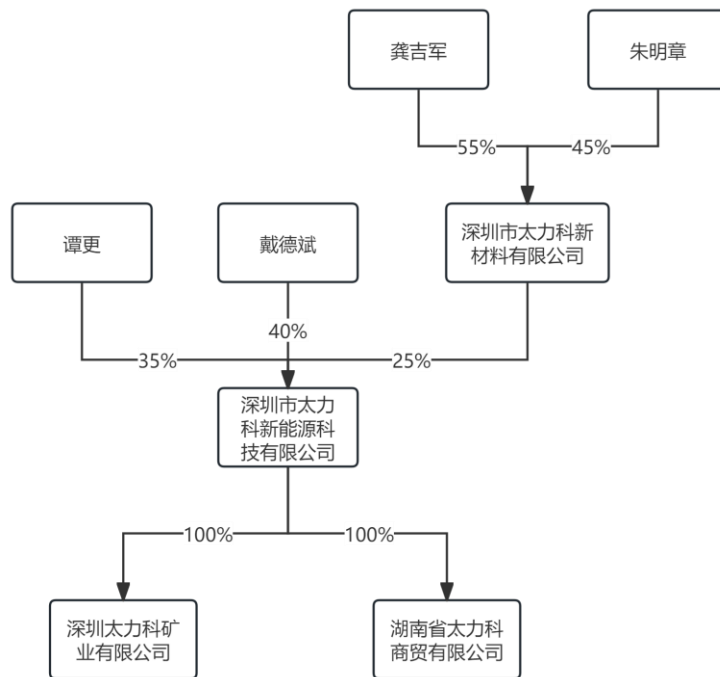 龚吉军
朱明章
55%
45%
谭更
戴德斌
深圳市太力科新
材料有限公司
40%
35%
25%
深圳市太力
科新能源科
技有限公司
100%
100%
深圳太力科矿
业有限公司
湖南省太力科
商贸有限公司